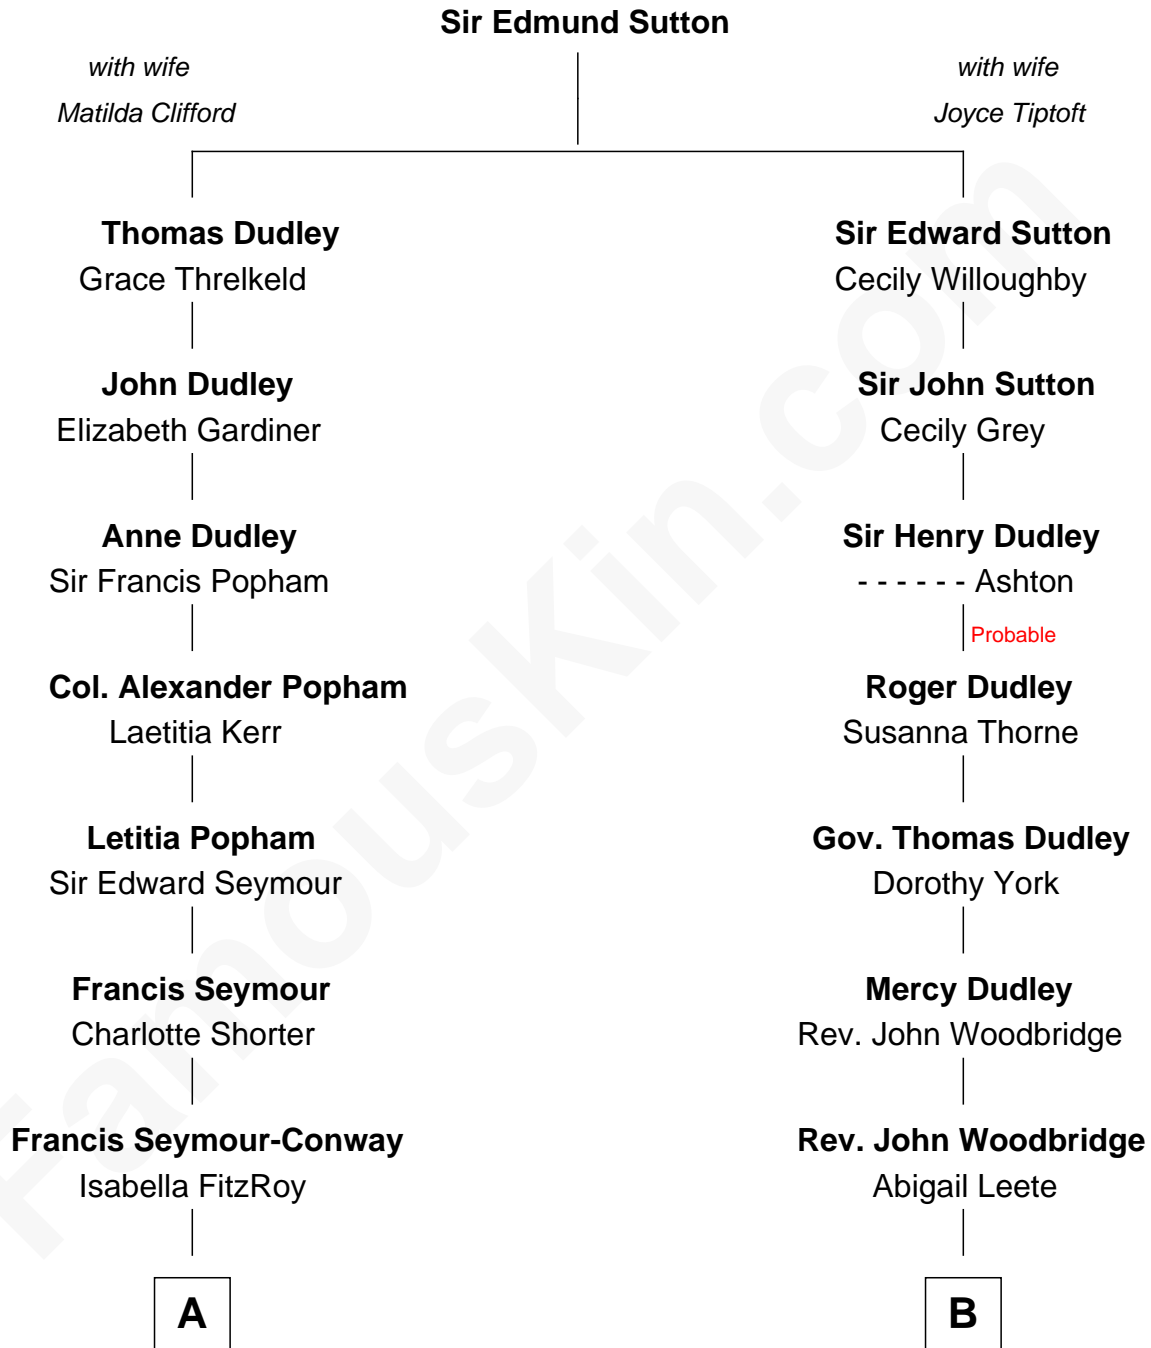 Sir Edmund Sutton
with wife
Matilda Clifford
with wife
Joyce Tiptoft
Thomas Dudley
Grace Threlkeld
Sir Edward Sutton
Cecily Willoughby
John Dudley
Elizabeth Gardiner
Sir John Sutton
Cecily Grey
Anne Dudley
Sir Francis Popham
Sir Henry Dudley
- - - - - - Ashton
Probable
Col. Alexander Popham
Laetitia Kerr
Roger Dudley
Susanna Thorne
Letitia Popham
Sir Edward Seymour
Gov. Thomas Dudley
Dorothy York
Francis Seymour
Charlotte Shorter
Mercy Dudley
Rev. John Woodbridge
Francis Seymour-Conway
Isabella FitzRoy
Rev. John Woodbridge
Abigail Leete
A
B
FamousKin.com